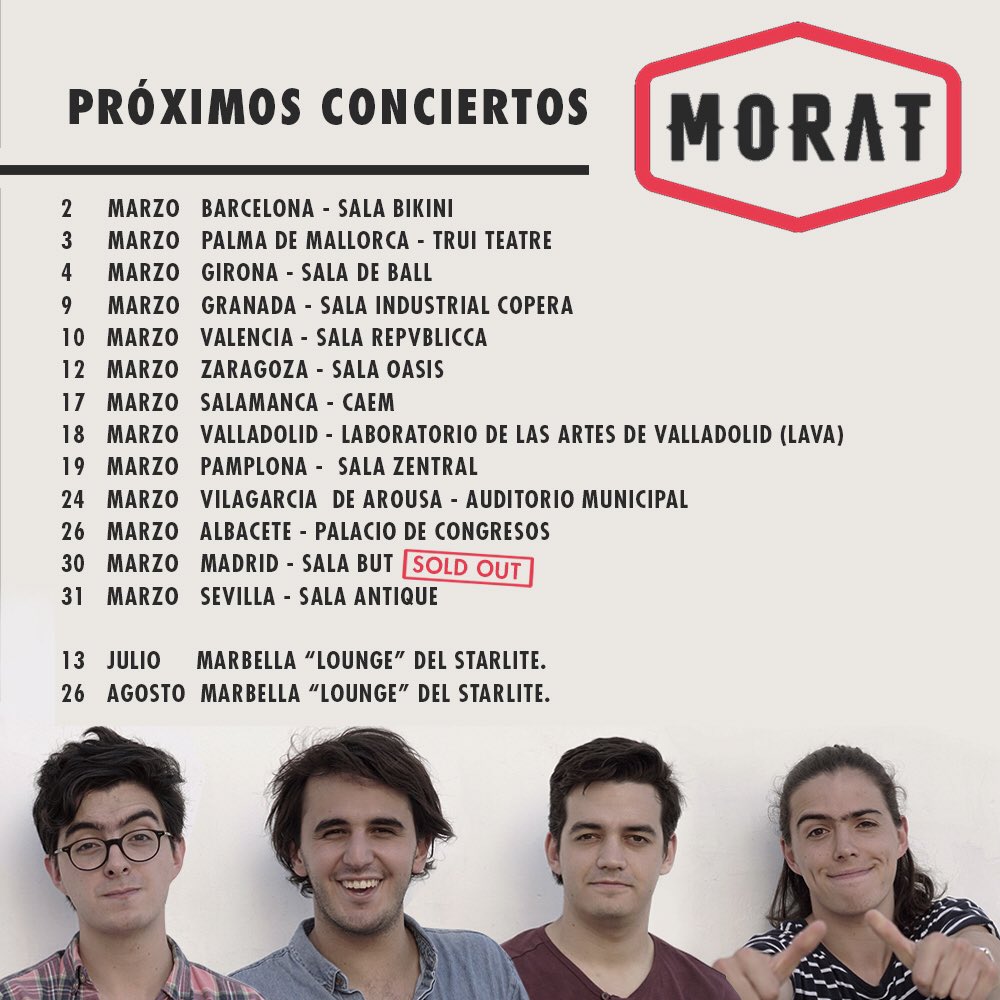 PRÓXIMOS CONCIERTOS
MORAT
2 MARZO BARCELONA - SALA BIKINI
3 MARZO PALMA DE MALLORCA - TRUI TEATRE
4 MARZO GIRONA - SALA DE BALL
9 MARZO GRANADA - SALA INDUSTRIAL COPERA
10 MARZO VALENCIA - SALA REPVBLICCA
12 MARZO ZARAGOZA - SALA OASIS
17 MARZO SALAMANCA - CAEM
18 MARZO VALLADOLID - LABORATORIO DE LAS ARTES DE VALLADOLID (LAVA)
19 MARZO PAMPLONA - SALA ZENTRAL
24 MARZO VILAGARCIA DE AROUSA - AUDITORIO MUNICIPAL
26 MARZO ALBACETE - PALACIO DE CONGRESOS
30 MARZO MADRID - SALA BUT SOLD OUT
31 MARZO SEVILLA - SALA ANTIQUE
13 JULIO MARBELLA “LOUNGE” DEL STARLITE.
26 AGOSTO MARBELLA “LOUNGE” DEL STARLITE.